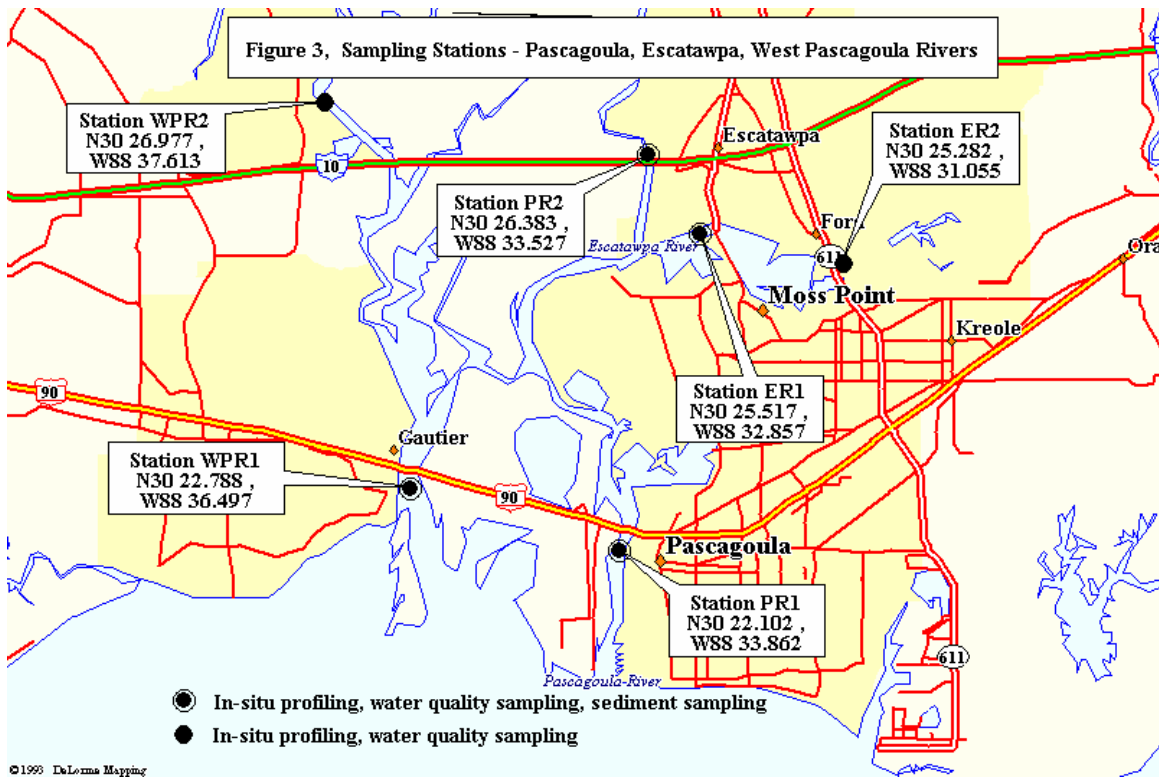 Figure 3, Sampling Stations - Pascagoula, Escatawpa, West Pascagoula Rivers
Station WPR2
N30 26.977 ,
W88 37.613
10
Station PR2
N30 26.383 ,
W88 33.527
Escatawpa
Station ER2
N30 25.282 ,
W88 31.055
Escatawpa River
611
Moss Point
Kreole
90
Station ER1
N30 25.517 ,
W88 32.857
Gautier
Station WPR1
N30 22.788 ,
W88 36.497
90
Pascagoula
Station PR1
N30 22.102 ,
W88 33.862
611
Pascagoula River
In-situ profiling, water quality sampling, sediment sampling
In-situ profiling, water quality sampling
©1993 DeLorme Mapping